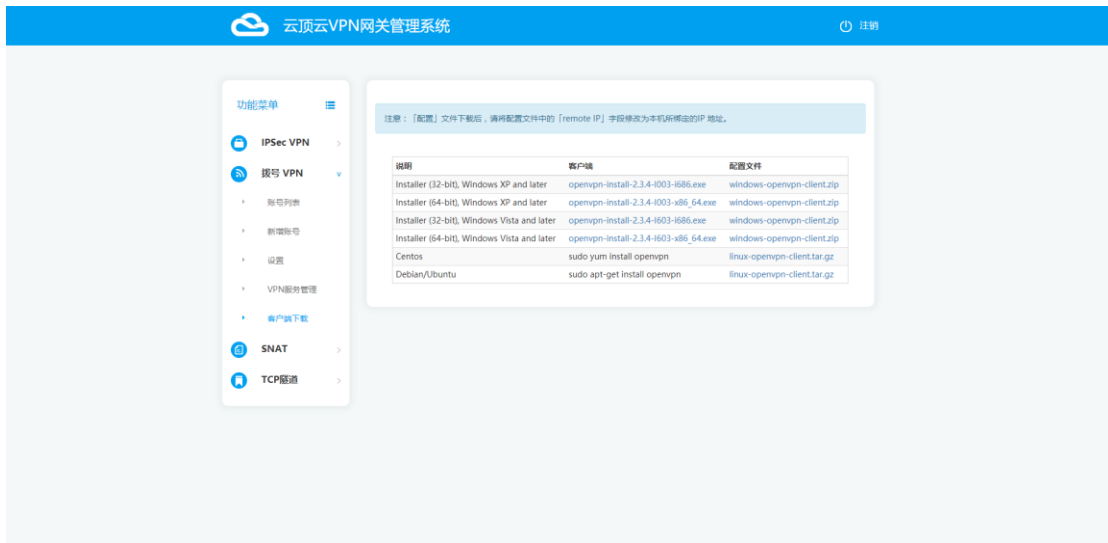 云顶云VPN网关管理系统
注销
功能菜单
IPSec VPN
拨号 VPN
账号列表
新增账号
设置
VPN服务管理
客户端下载
SNAT
TCP隧道
注意：「配置」文件下载后，请将配置文件中的「remote IP」字段修改为本机所绑定的IP 地址。
说明 客户端 配置文件
Installer (32-bit), Windows XP and later openvpn-install-2.3.4-I003-i686.exe windows-openvpn-client.zip
Installer (64-bit), Windows XP and later openvpn-install-2.3.4-I003-x86_64.exe windows-openvpn-client.zip
Installer (32-bit), Windows Vista and later openvpn-install-2.3.4-I603-i686.exe windows-openvpn-client.zip
Installer (64-bit), Windows Vista and later openvpn-install-2.3.4-I603-x86_64.exe windows-openvpn-client.zip
Centos sudo yum install openvpn linux-openvpn-client.tar.gz
Debian/Ubuntu sudo apt-get install openvpn linux-openvpn-client.tar.gz